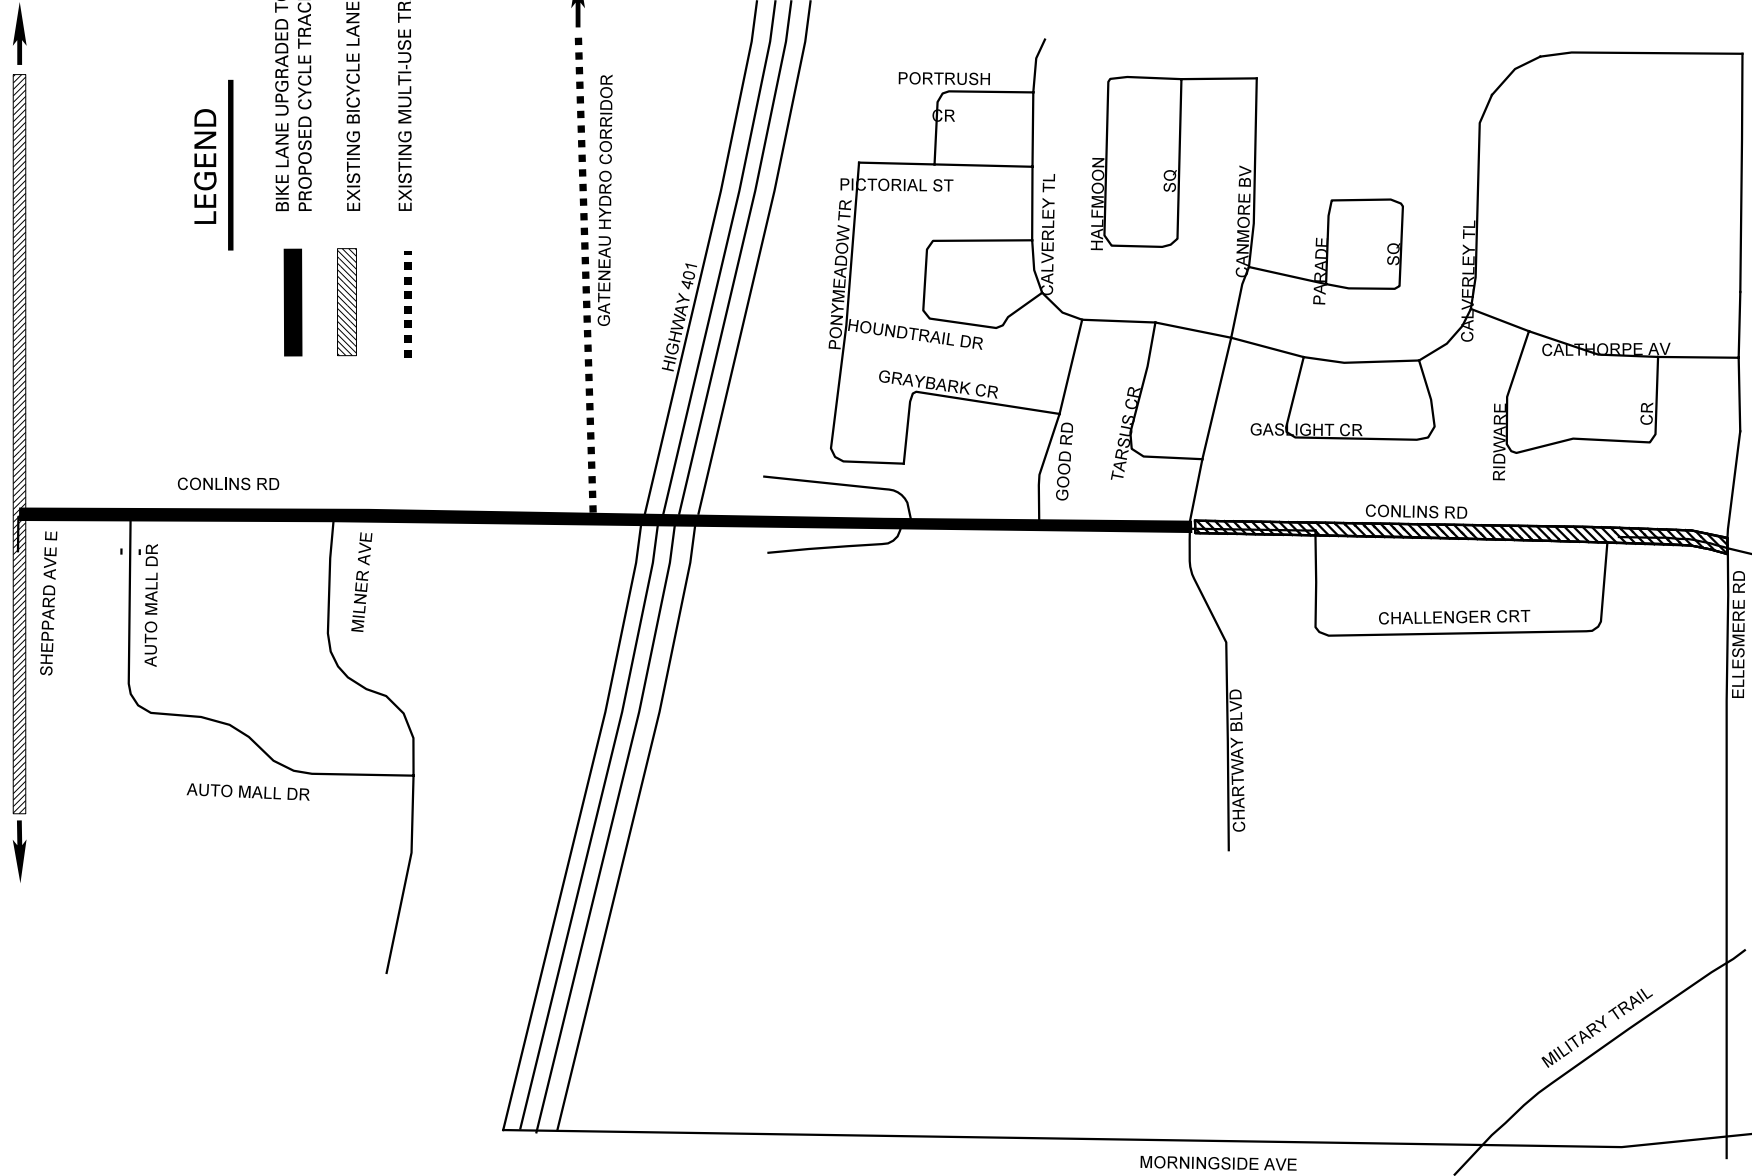 LEGEND
BIKE LANE UPGRADED
PROPOSED CYCLE
EXISTING BICYCLE LANE
EXISTING MULTI-USE
GATENEAU HYDRO CORRIDOR
HIGHWAY 401
PORTRUSH
CR
PICTORIAL ST
PONYMEADOW TR
CALVERLEY TL
HALFMOON
SQ
CANMORE BV
PARADE
SQ
CALVERLEY TL
HOUNDTRAIL DR
GRAYBARK CR
CALTHORPE AV
GOOD RD
TARSUS CR
GASLIGHT CR
RIDWARE
CR
CONLINS RD
CONLINS RD
SHEPPARD AVE E
AUTO MALL DR
MILNER AVE
CHALLENGER CRT
ELLESMERE RD
CHARTWAY BLVD
AUTO MALL DR
MILITARY TRAIL
MORNINGSIDE AVE